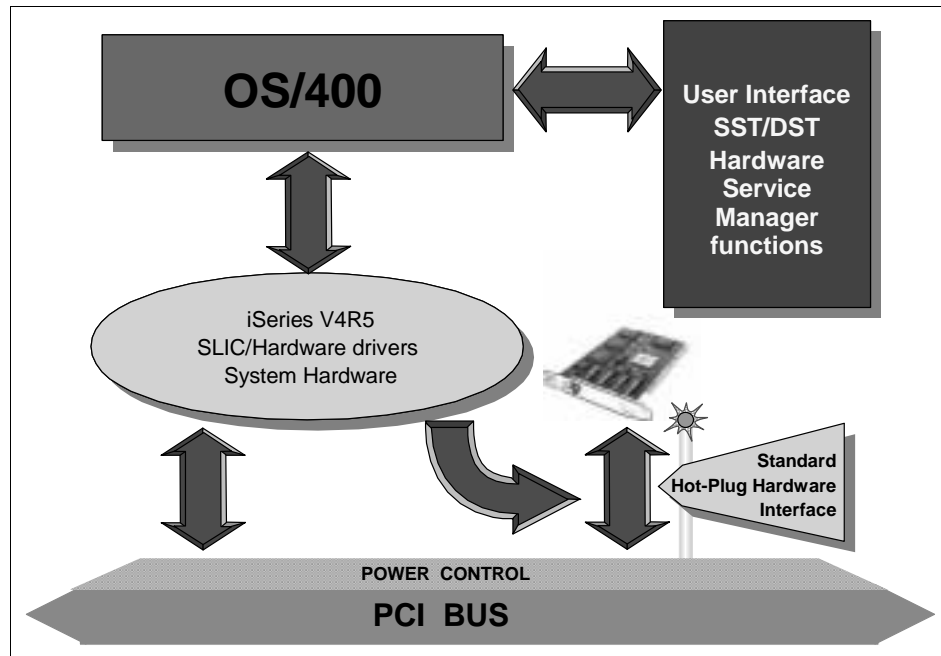 OS/400
User Interface
SST/DST
Hardware
Service
Manager
functions
iSeries V4R5
SLIC/Hardware drivers
System Hardware
Standard
Hot-Plug Hardware
Interface
POWER CONTROL
PCI BUS